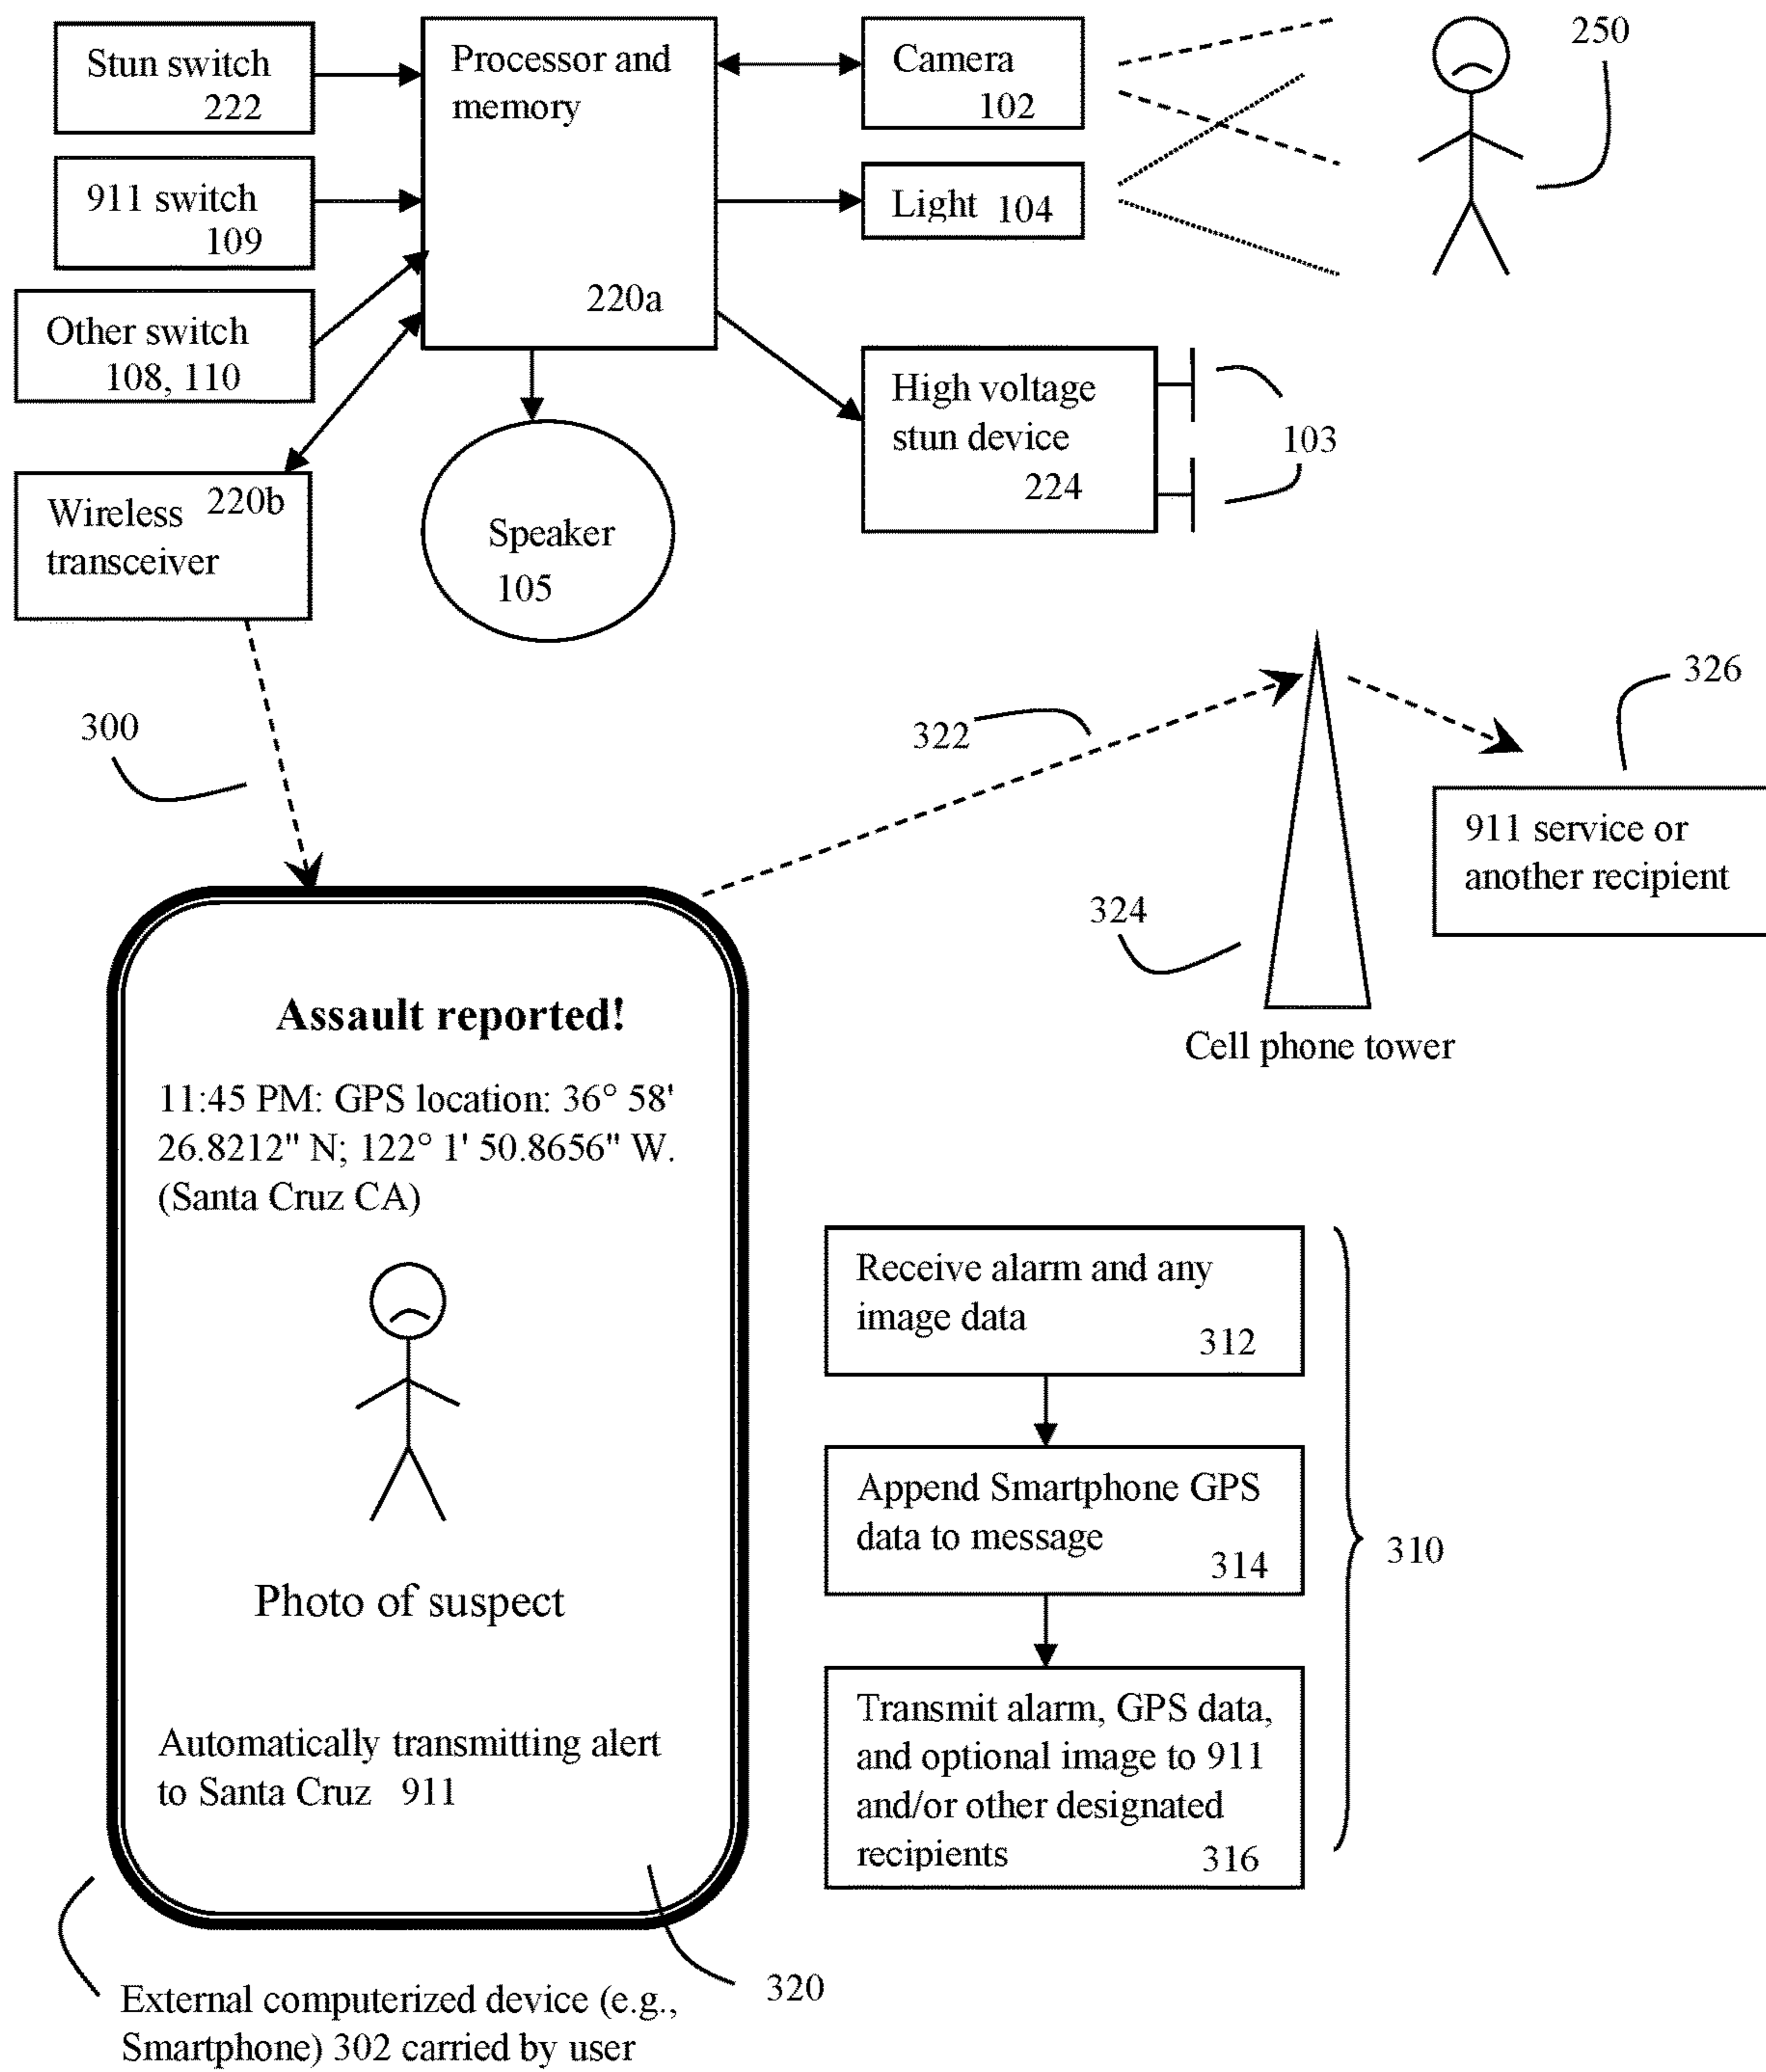 Stun switch
222
911 switch
109
Other switch
108, 110
Wireless 220b
transceiver
Processor and
memory
220a
Speaker
105
Camera
102
Light 104
High voltage
stun device
224
103
250
300
322
324
326
911 service or
another recipient
Cell phone tower
Assault reported!
11:45 PM: GPS location: 36° 58'
26.8212" N; 122° 1' 50.8656" W.
(Santa Cruz CA)
Photo of suspect
Automatically transmitting alert
to Santa Cruz 911
320
External computerized device (e.g.,
Smartphone) 302 carried by user
Receive alarm and any
image data
312
Append Smartphone GPS
data to message
314
Transmit alarm, GPS data,
and optional image to 911
and/or other designated
recipients 316
310